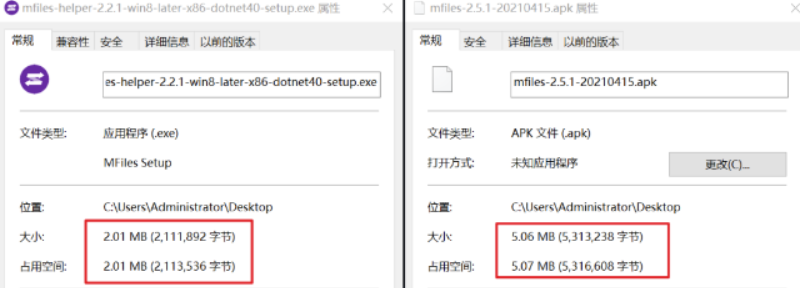 mfiles-helper-2.2.1-win8-later-x86-dotnet40-setup.exe 属性
常规 兼容性 安全 详细信息 以前的版本
es-helper-2.2.1-win8-later-x86-dotnet40-setup.exe
文件类型: 应用程序 (.exe)
MFiles Setup
位置: C:\Users\Administrator\Desktop
大小: 2.01 MB (2,111,892 字节)
占用空间: 2.01 MB (2,113,536 字节)
mfiles-2.5.1-20210415.apk 属性
常规 安全 详细信息 以前的版本
mfiles-2.5.1-20210415.apk
文件类型: APK 文件 (.apk)
打开方式: 未知应用程序 更改(C)...
位置: C:\Users\Administrator\Desktop
大小: 5.06 MB (5,313,238 字节)
占用空间: 5.07 MB (5,316,608 字节)